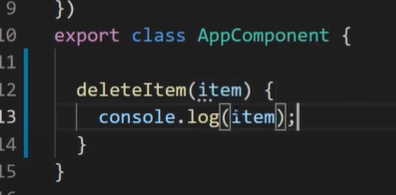 9 })
10 export class AppComponent {
11
12 deleteItem(item) {
13 console.log(item);
14 }
15 }